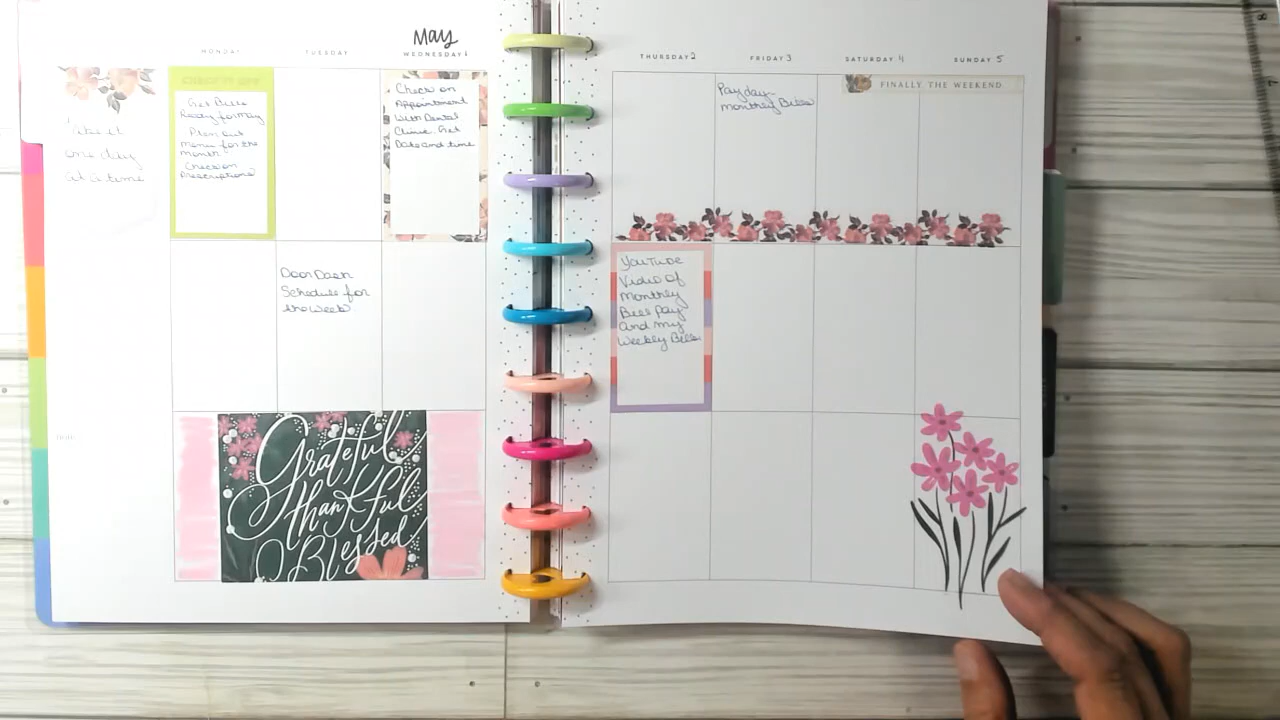 May
MONDAY
TUESDAY
WEDNESDAY 1
THURSDAY 2
FRIDAY 3
SATURDAY 4
SUNDAY 5
Take it
one day
at a time
CHECK IT OFF
Get Bills
Ready for May
Plan out
menu for the
month
Check on
Prescriptions
Check on
Appointment
With Dental
Clinic. Get
Date and time
Payday-
monthly Bills
FINALLY THE WEEKEND
DoorDash
Schedule for
the Week
YouTube
Video of
Monthly
Bill Pay
and my
Weekly Bills
Grateful
thankful
Blessed